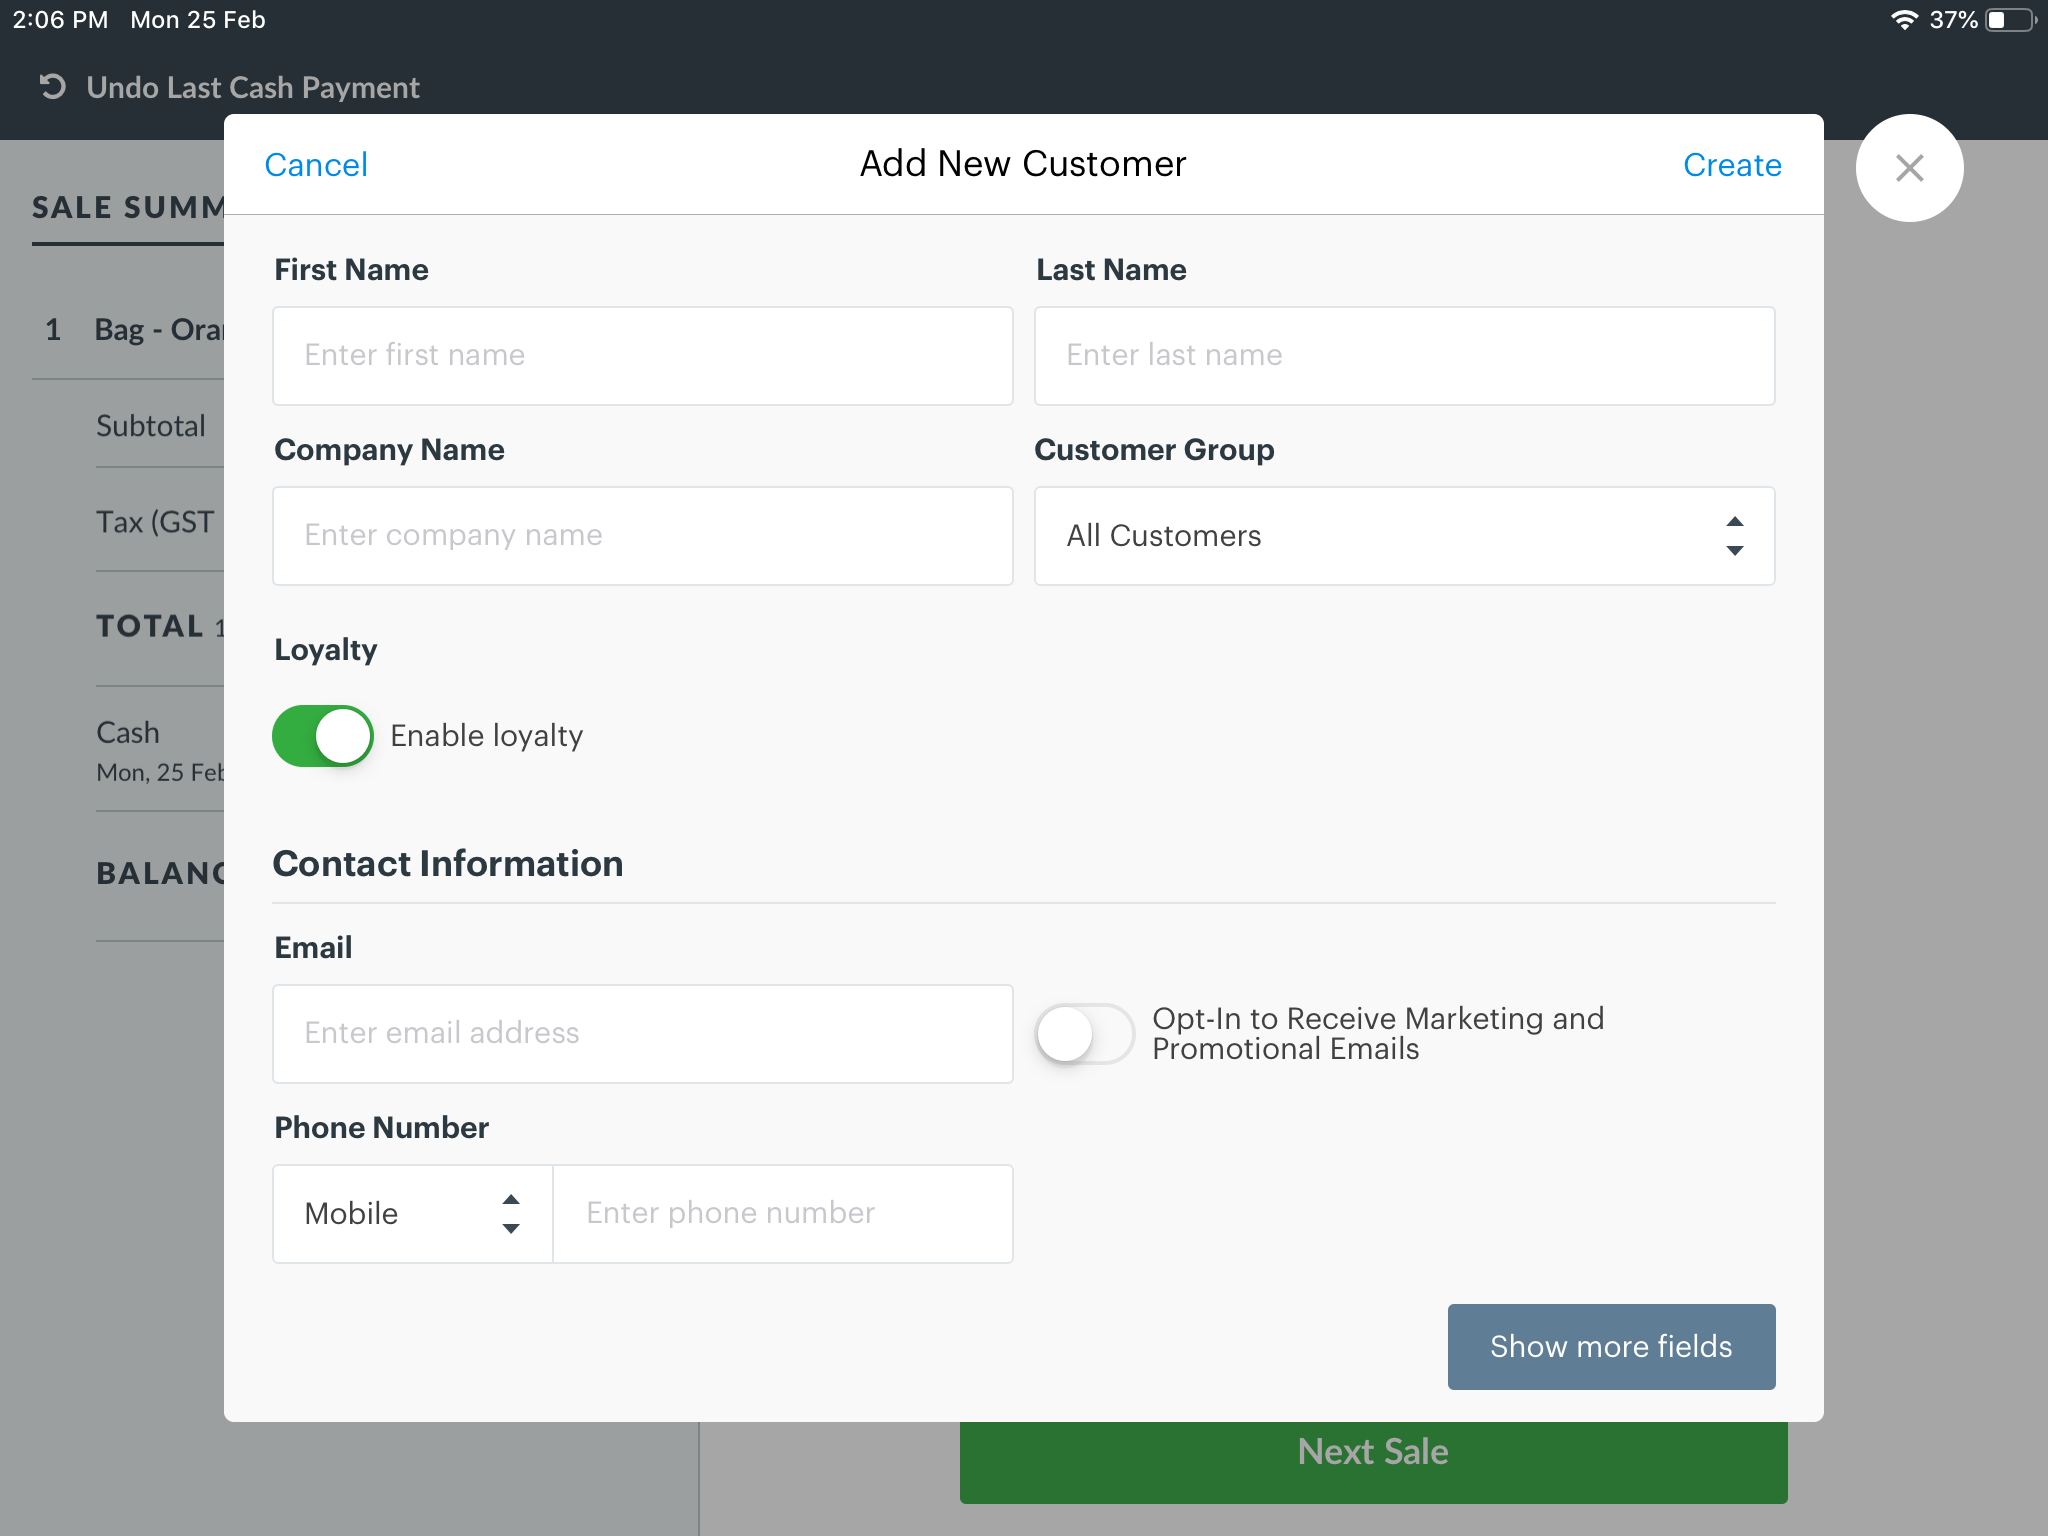 2:06 PM Mon 25 Feb 37%
Undo Last Cash Payment
Cancel Add New Customer Create
SALE SUMM
First Name Last Name
1 Bag - Ora
Enter first name Enter last name
Company Name Customer Group
Subtotal
Enter company name All Customers
Tax (GST
TOTAL 1
Loyalty
Cash
Enable loyalty
Mon, 25 Feb
Contact Information
BALANC
Email
Enter email address
Opt-In to Receive Marketing and
Promotional Emails
Phone Number
Mobile Enter phone number
Show more fields
Next Sale